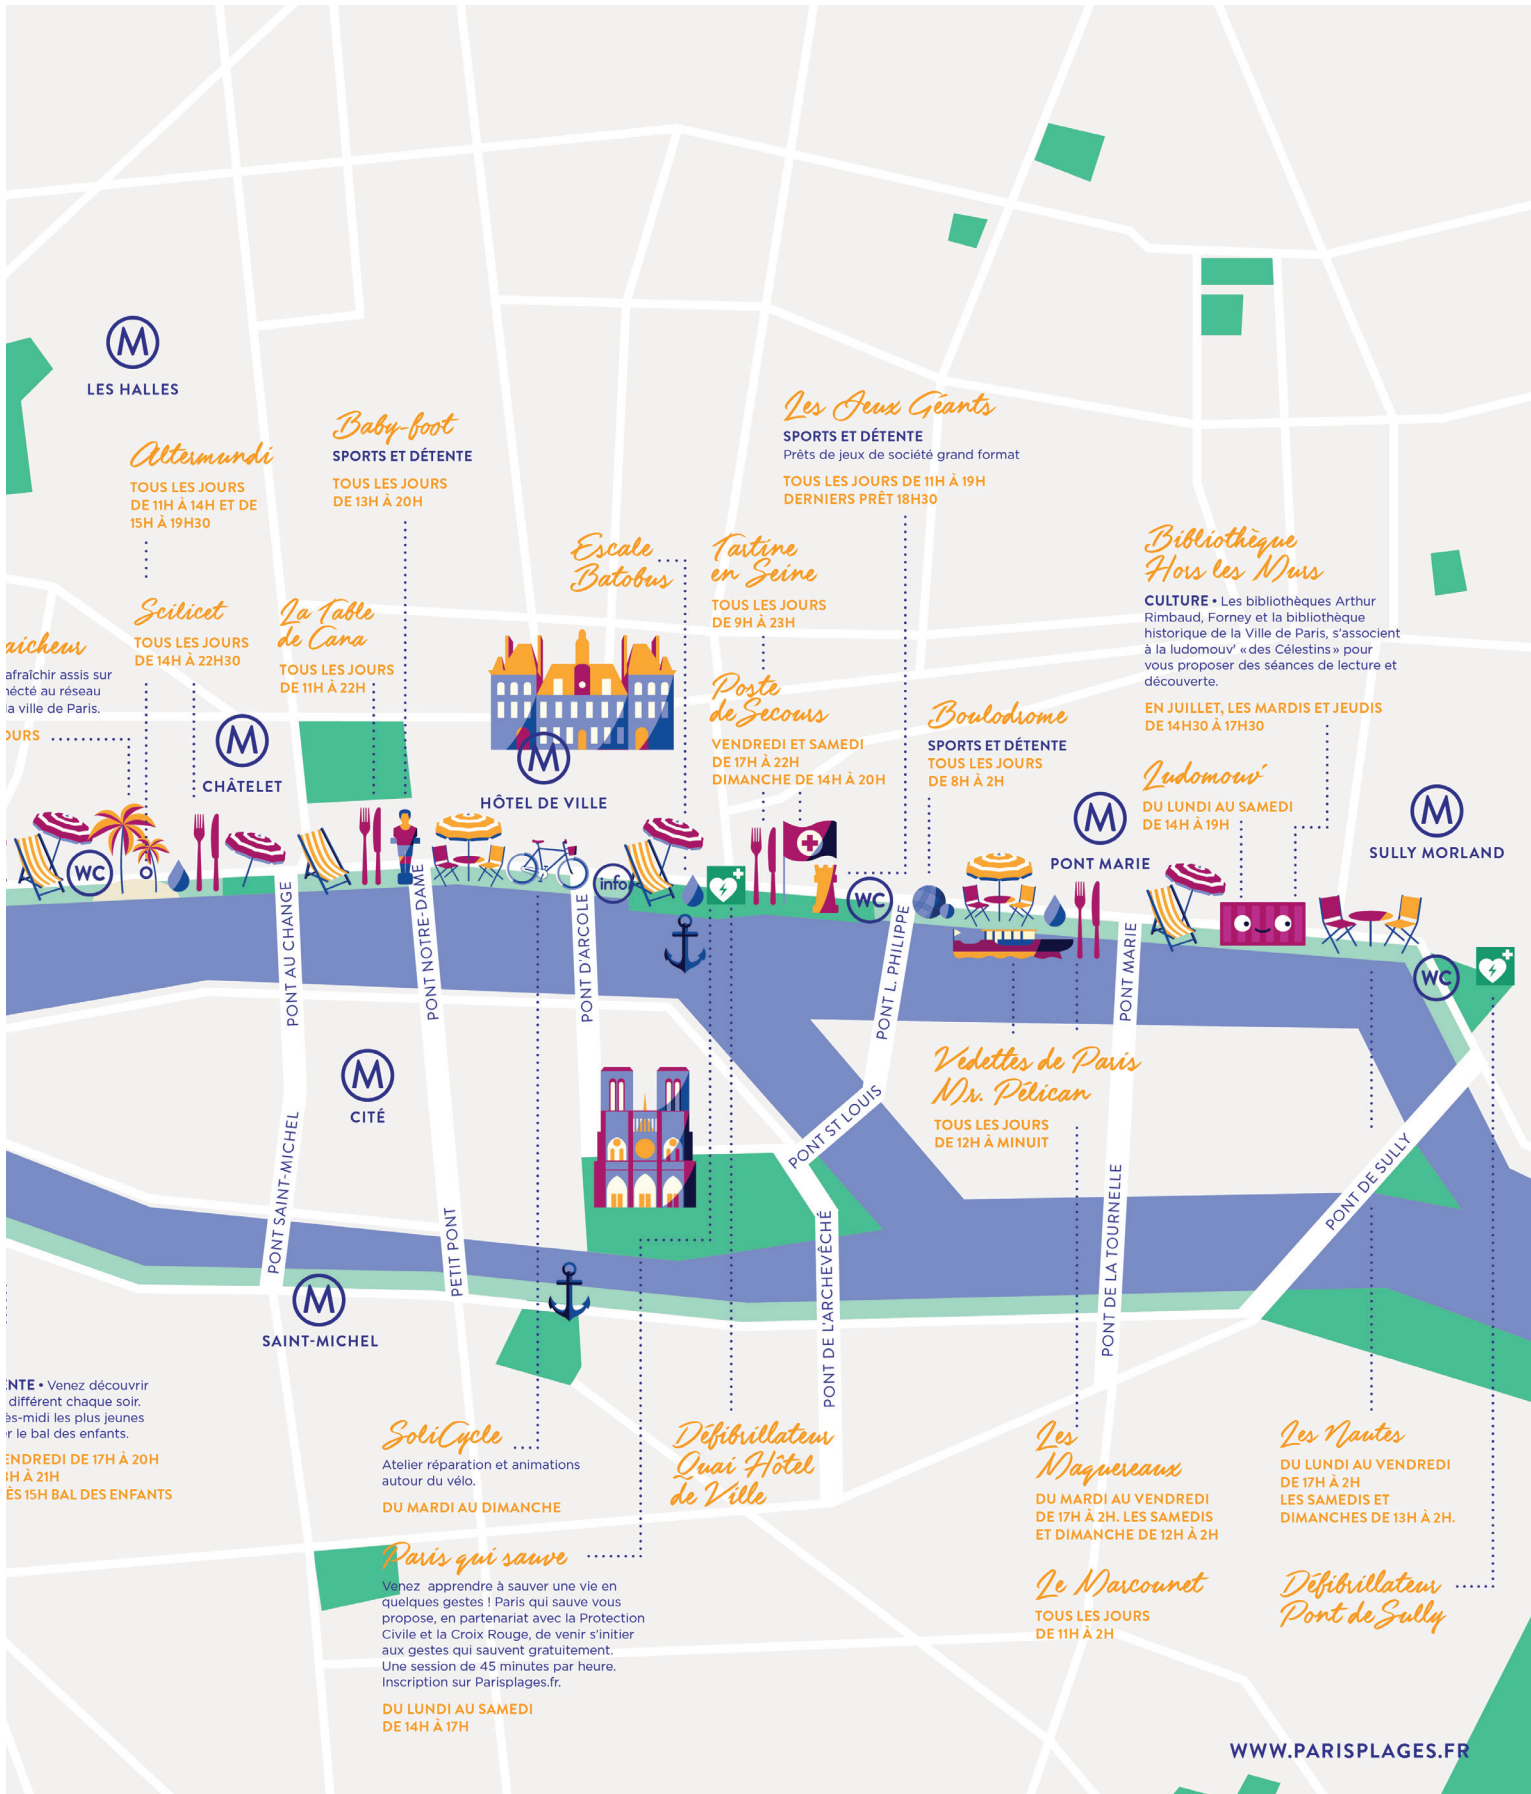 LES HALLES
Altermundi
TOUS LES JOURS
DE 11H À 14H ET DE
15H À 19H30
Baby-foot
SPORTS ET DÉTENTE
TOUS LES JOURS
DE 13H À 20H
Les Jeux Géants
SPORTS ET DÉTENTE
Prêts de jeux de société grand format
TOUS LES JOURS DE 11H À 19H
DERNIERS PRÊT 18H30
Escale
Batobus
Tartine
en Seine
TOUS LES JOURS
DE 9H À 23H
Bibliothèque
Hors les Murs
CULTURE • Les bibliothèques Arthur
Rimbaud, Forney et la bibliothèque
historique de la Ville de Paris, s'associent
à la ludomouv' «des Célestins» pour
vous proposer des séances de lecture et
découverte.
EN JUILLET, LES MARDIS ET JEUDIS
DE 14H30 À 17H30
Scilicet
TOUS LES JOURS
DE 14H À 22H30
La Table
de Cana
TOUS LES JOURS
DE 11H À 22H
aîcheur
afraîchir assis sur
nécté au réseau
la ville de Paris.
OURS
Poste
de Secours
VENDREDI ET SAMEDI
DE 17H À 22H
DIMANCHE DE 14H À 20H
Boulodrome
SPORTS ET DÉTENTE
TOUS LES JOURS
DE 8H À 2H
Ludomouv'
DU LUNDI AU SAMEDI
DE 14H À 19H
M
CHÂTELET
M
HÔTEL DE VILLE
M
PONT MARIE
M
SULLY MORLAND
WC
info
WC
WC
PONT AU CHANGE
PONT NOTRE-DAME
PONT D'ARCOLE
PONT L. PHILIPPE
PONT MARIE
M
CITÉ
Vedettes de Paris
Mr. Pélican
TOUS LES JOURS
DE 12H À MINUIT
PONT SAINT-MICHEL
PETIT PONT
PONT ST LOUIS
PONT DE L'ARCHEVÊCHÉ
PONT DE LA TOURNELLE
PONT DE SULLY
M
SAINT-MICHEL
ENTE • Venez découvrir
différent chaque soir.
ès-midi les plus jeunes
r le bal des enfants.
ENDREDI DE 17H À 20H
H À 21H
ÈS 15H BAL DES ENFANTS
SoliCycle
Atelier réparation et animations
autour du vélo.
DU MARDI AU DIMANCHE
Paris qui sauve
Venez apprendre à sauver une vie en
quelques gestes ! Paris qui sauve vous
propose, en partenariat avec la Protection
Civile et la Croix Rouge, de venir s'initier
aux gestes qui sauvent gratuitement.
Une session de 45 minutes par heure.
Inscription sur Parisplages.fr.
DU LUNDI AU SAMEDI
DE 14H À 17H
Défibrillateur
Quai Hôtel
de Ville
Les
Maquereaux
DU MARDI AU VENDREDI
DE 17H À 2H. LES SAMEDIS
ET DIMANCHE DE 12H À 2H
Le Marcounet
TOUS LES JOURS
DE 11H À 2H
Les Nautes
DU LUNDI AU VENDREDI
DE 17H À 2H
LES SAMEDIS ET
DIMANCHES DE 13H À 2H.
Défibrillateur
Pont de Sully
WWW.PARISPLAGES.FR